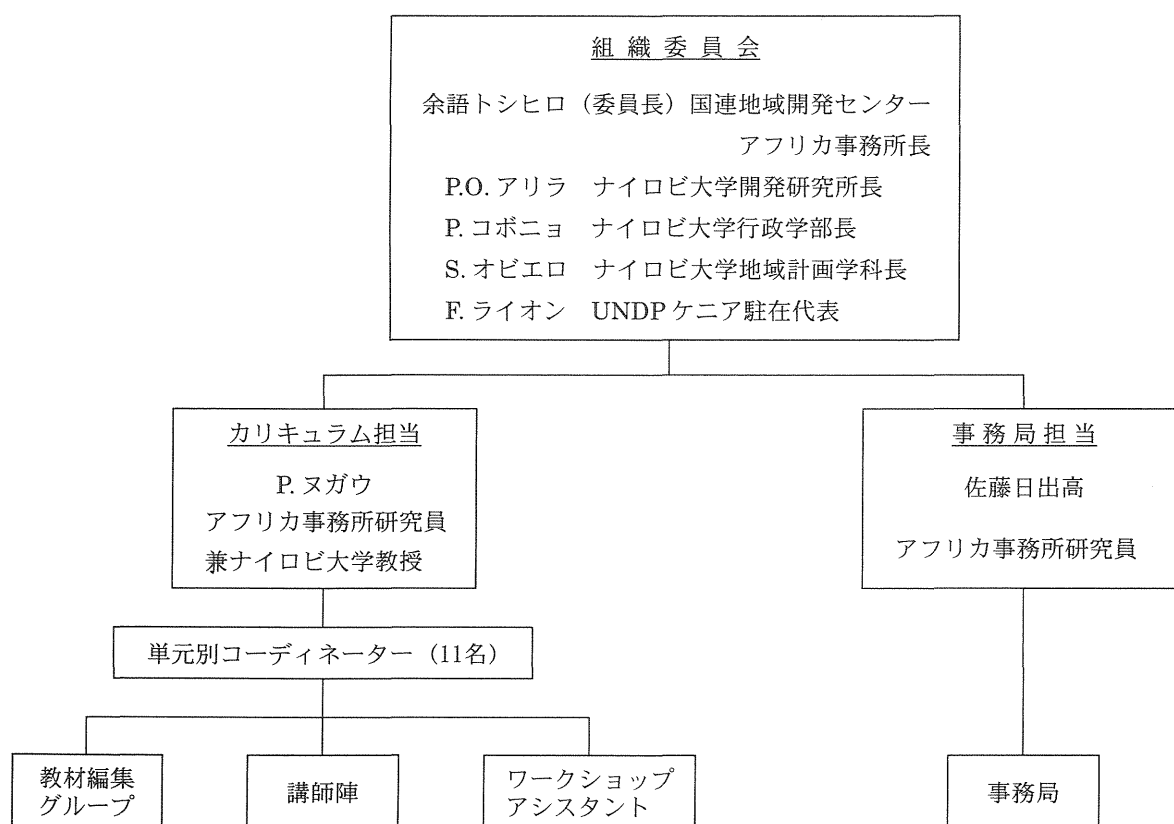 組織委員会
余語トシヒロ（委員長）国連地域開発センター
アフリカ事務所長
P.O. アリラ　ナイロビ大学開発研究所長
P. コボニョ　ナイロビ大学行政学部長
S. オビエロ　ナイロビ大学地域計画学科長
F. ライオン　UNDP ケニア駐在代表
カリキュラム担当
P. ヌガウ
アフリカ事務所研究員
兼ナイロビ大学教授
事務局担当
佐藤日出高
アフリカ事務所研究員
単元別コーディネーター（11名）
教材編集
グループ
講師陣
ワークショップ
アシスタント
事務局